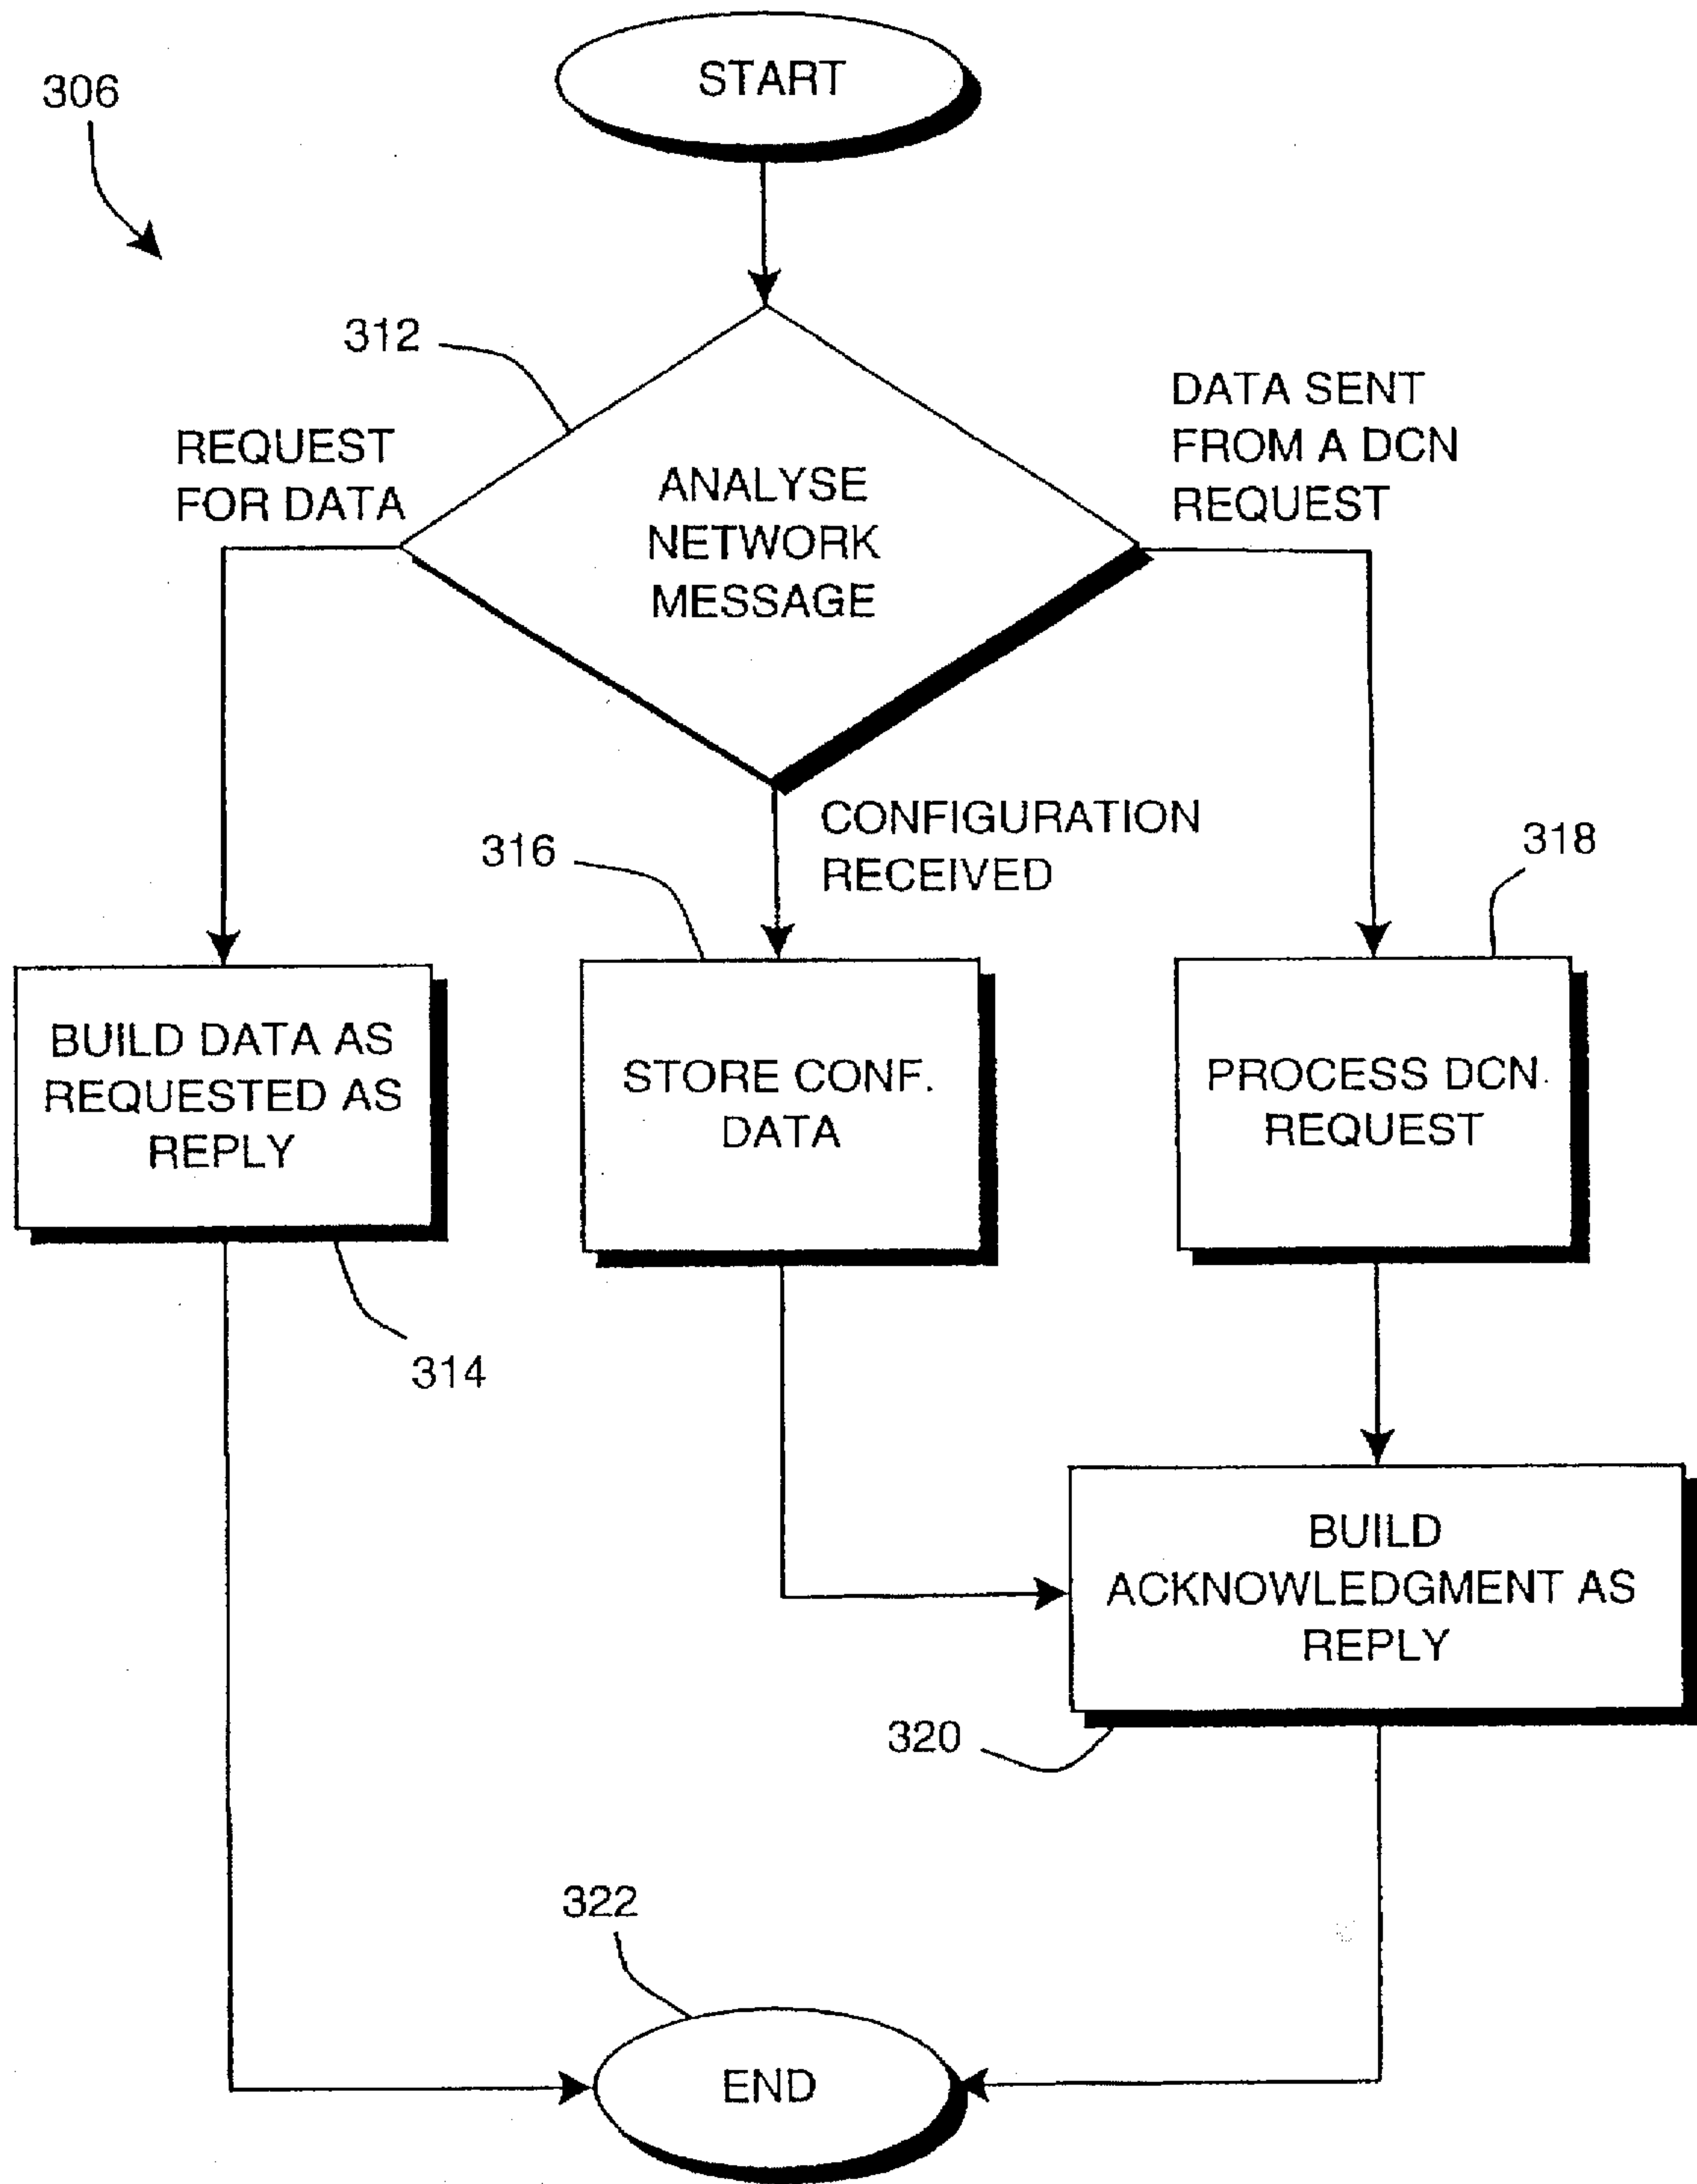 START
306
312
REQUEST
FOR DATA
ANALYSE
NETWORK
MESSAGE
DATA SENT
FROM A DCN
REQUEST
CONFIGURATION
RECEIVED
316
318
BUILD DATA AS
REQUESTED AS
REPLY
STORE CONF.
DATA
PROCESS DCN
REQUEST
314
BUILD
ACKNOWLEDGMENT AS
REPLY
320
322
END